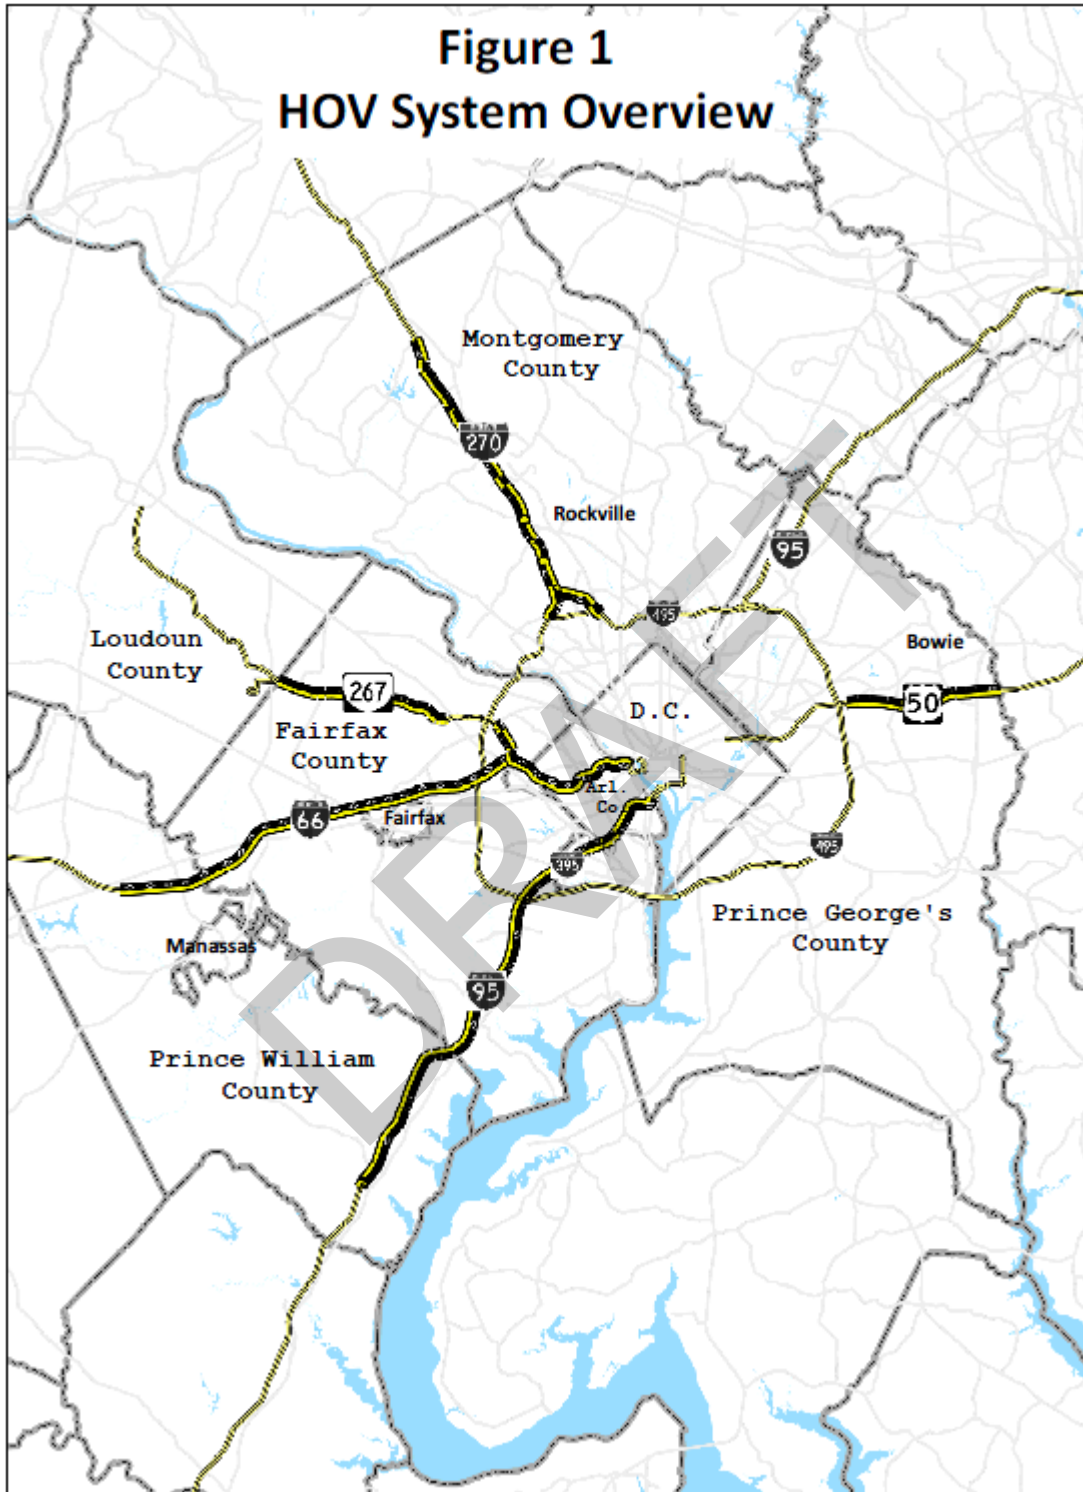 Figure 1
HOV System Overview
Montgomery
County
270
Rockville
95
495
Loudoun
County
Bowie
267
50
D.C.
Fairfax
County
Arl.
Co
66
Fairfax
395
495
Prince George's
County
Manassas
95
Prince William
County
DRAFT